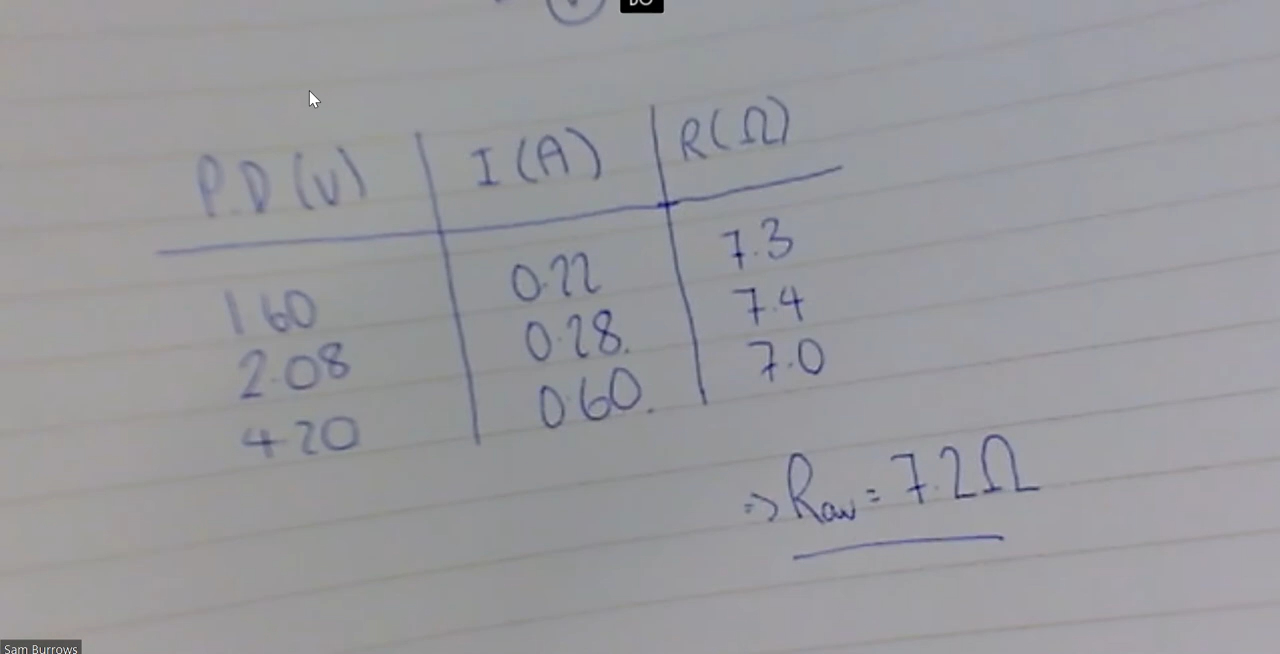 P.D (V) I (A) R(Ω)
1.60 0.22 7.3
2.08 0.28. 7.4
4.20 0.60. 7.0
=> Rav = 7.2Ω
Sam Burrows